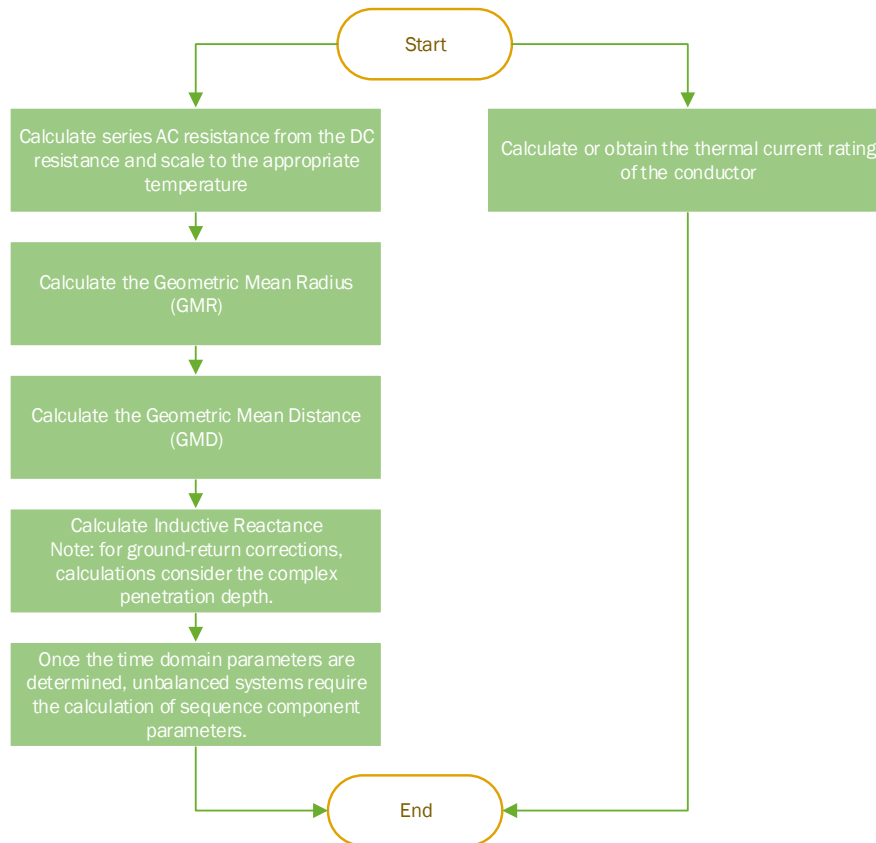 Start
Calculate series AC resistance from the DC
resistance and scale to the appropriate
temperature
Calculate or obtain the thermal current rating
of the conductor
Calculate the Geometric Mean Radius
(GMR)
Calculate the Geometric Mean Distance
(GMD)
Calculate Inductive Reactance
Note: for ground-return corrections,
calculations consider the complex
penetration depth.
Once the time domain parameters are
determined, unbalanced systems require
the calculation of sequence component
parameters.
End